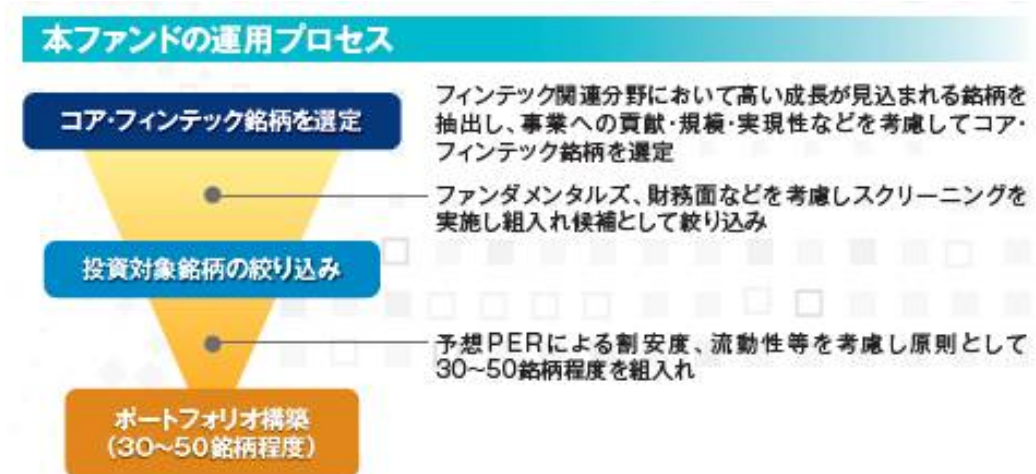 本ファンドの運用プロセス
コア・フィンテック銘柄を選定
フィンテック関連分野において高い成長が見込まれる銘柄を
抽出し、事業への貢献・規模・実現性などを考慮してコア・
フィンテック銘柄を選定
ファンダメンタルズ、財務面などを考慮しスクリーニングを
実施し組入れ候補として絞り込み
投資対象銘柄の絞り込み
予想PERによる割安度、流動性等を考慮し原則として
30~50銘柄程度を組入れ
ポートフォリオ構築
(30~50銘柄程度)